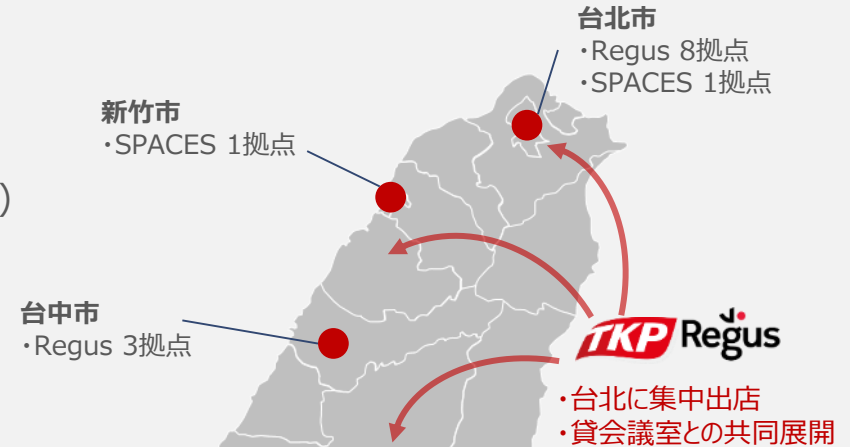 台北市
・Regus 8拠点
・SPACES 1拠点
新竹市
・SPACES 1拠点
)
台中市
・Regus 3拠点
TKP Regus
・台北に集中出店
・貸会議室との共同展開